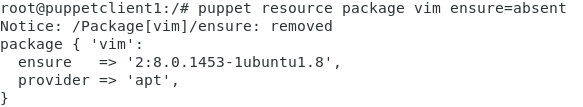 root@puppetclient1:/# puppet resource package vim ensure=absent
Notice: /Package[vim]/ensure: removed
package { 'vim':
  ensure   => '2:8.0.1453-1ubuntu1.8',
  provider => 'apt',
}